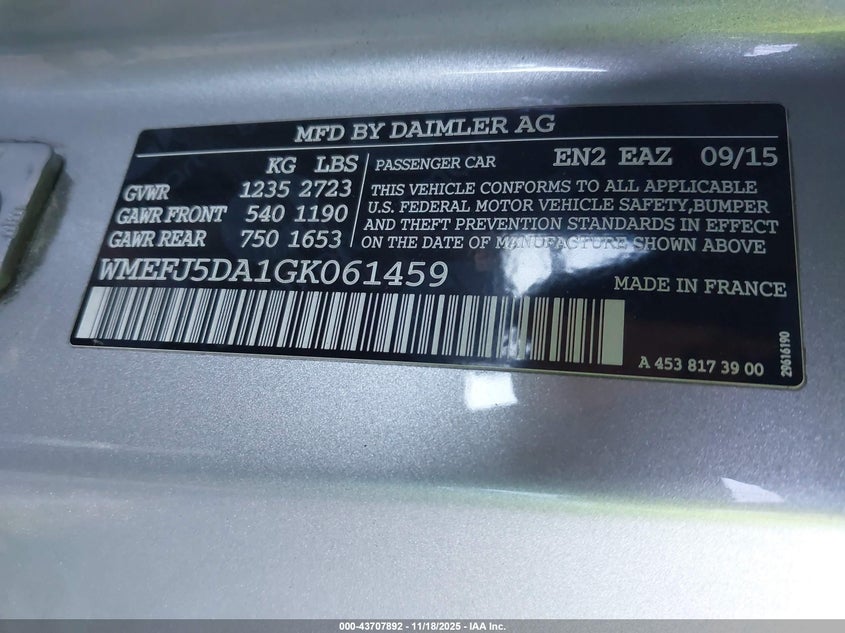 MFD BY DAIMLER AG
KG LBS
GVWR 1235 2723
GAWR FRONT 540 1190
GAWR REAR 750 1653
PASSENGER CAR EN2 EAZ 09/15
THIS VEHICLE CONFORMS TO ALL APPLICABLE
U.S. FEDERAL MOTOR VEHICLE SAFETY,BUMPER
AND THEFT PREVENTION STANDARDS IN EFFECT
ON THE DATE OF MANUFACTURE SHOWN ABOVE
WMEFJ5DA1GK061459
MADE IN FRANCE
A 453 817 39 00
29616190
000-43707892 - 11/18/2025 - IAA Inc.